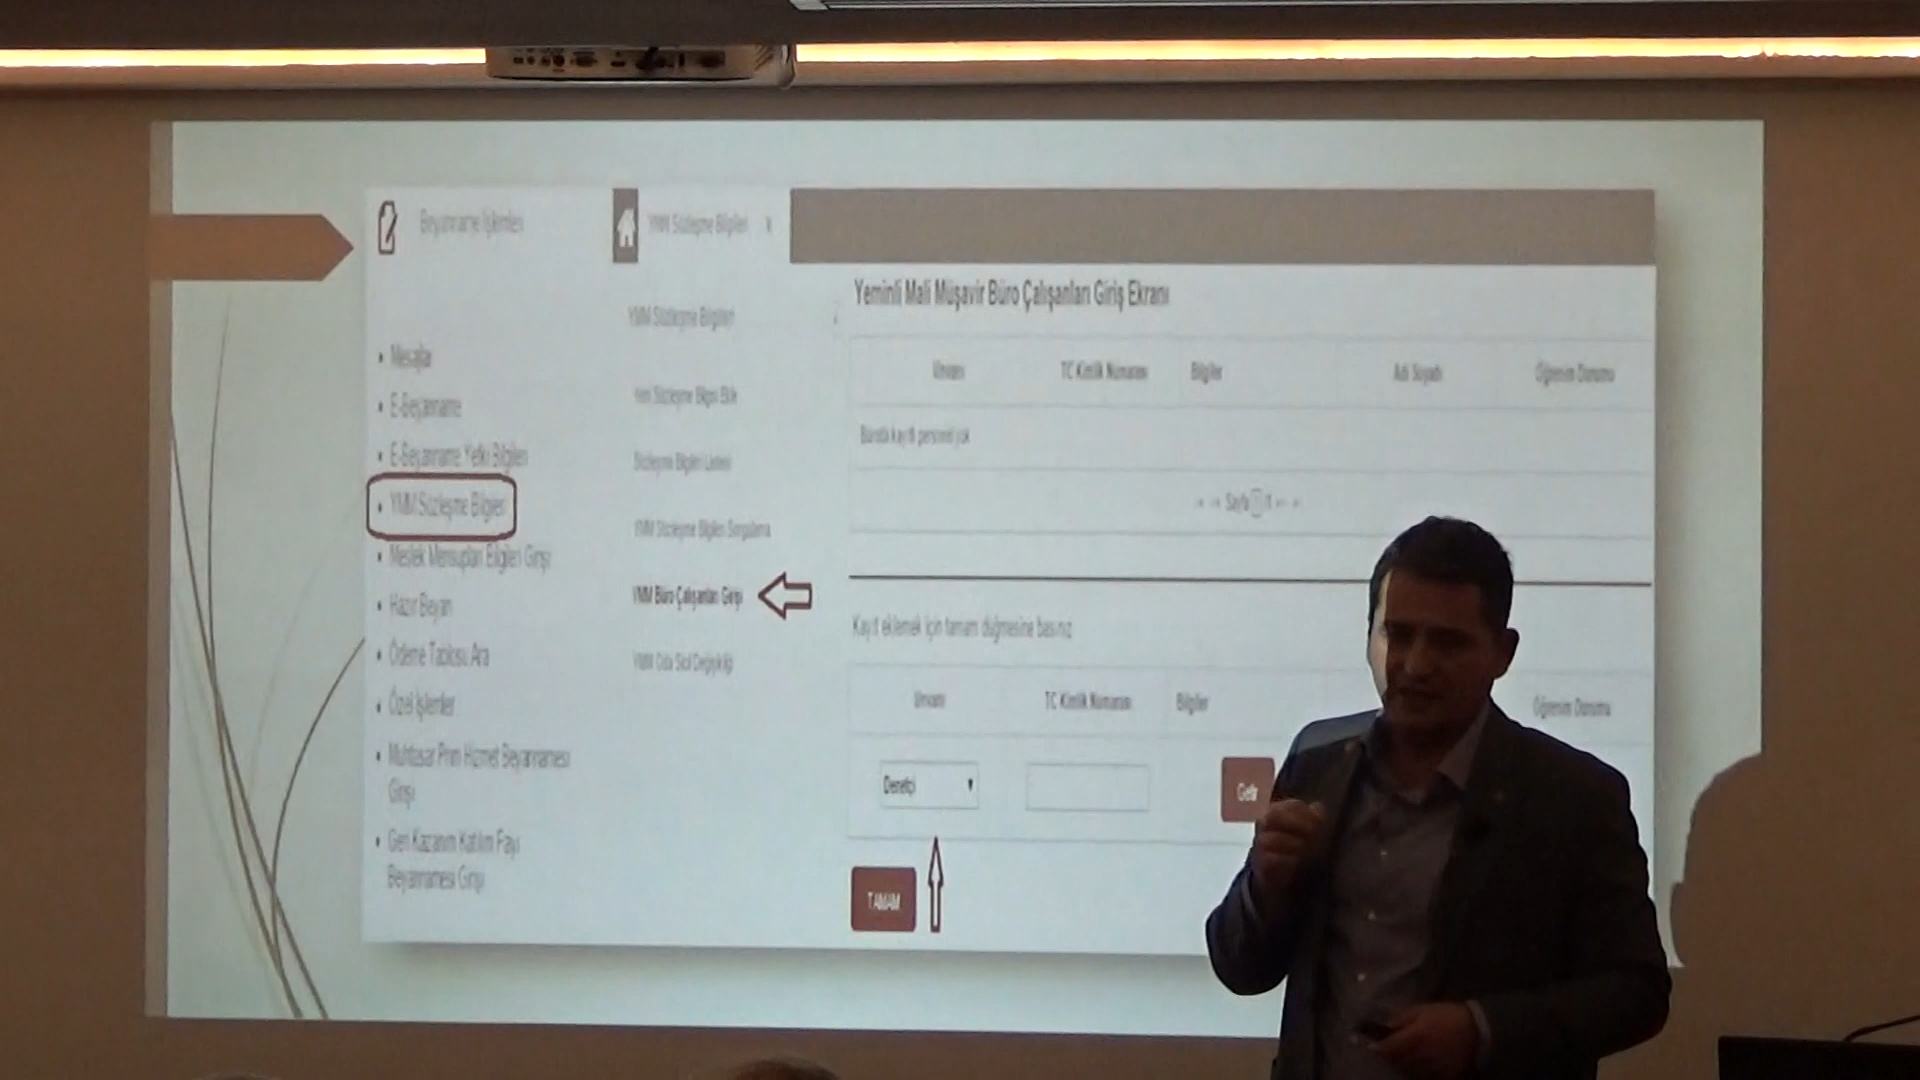 Beyanname İşlemleri
YMM Sözleşme Bilgileri x
Mesajlar
E-Beyanname
E-Beyanname Yetki Bilgileri
YMM Sözleşme Bilgileri
Meslek Mensupları Bilgileri Girişi
Hazır Beyan
Ödeme Tablosu Ara
Özel İşlemler
Muhtasar Prim Hizmet Beyannamesi
Girişi
Geri Kazanım Katılım Payı
Beyannamesi Girişi
YMM Sözleşme Bilgileri
Yeni Sözleşme Bilgisi Ekle
Sözleşme Bilgileri Listesi
YMM Sözleşme Bilgileri Sorgulama
YMM Büro Çalışanları Girişi
YMM Oda Sicil Değişikliği
Yeminli Mali Müşavir Büro Çalışanları Giriş Ekranı
Unvanı TC Kimlik Numarası Bilgiler Adı Soyadı Öğrenim Durumu
Büroda kayıtlı personel yok
Sayfa /1
Kayıt eklemek için tamam düğmesine basınız
Unvanı TC Kimlik Numarası Bilgiler Öğrenim Durumu
Denetçi Getir
TAMAM